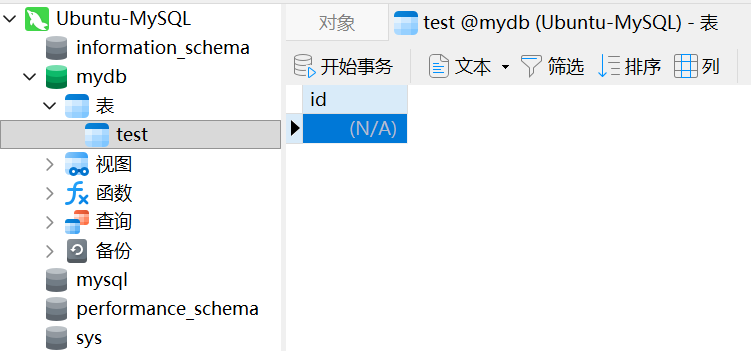 Ubuntu-MySQL
information_schema
mydb
表
test
视图
函数
查询
备份
mysql
performance_schema
sys
对象
test @mydb (Ubuntu-MySQL) - 表
开始事务 文本 筛选 排序 列
id
(N/A)